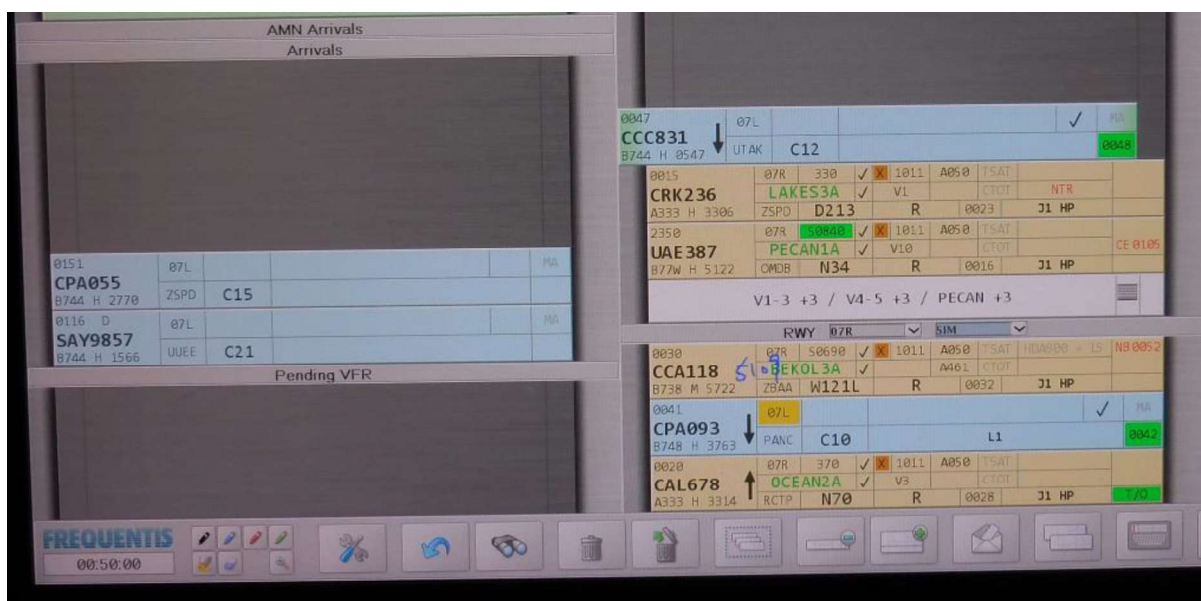 AMN Arrivals
Arrivals
0151 07L MA
CPA055
B744 H 2770 ZSPD C15
0116 D 07L MA
SAY9857
B744 H 1566 UUEE C21
Pending VFR
FREQUENTIS
00:50:00
0047 07L ✓ MA
CCC831 0048
B744 H 0547 UTAK C12
0015 07R 330 ✓ X 1011 A050 TSAT
CRK236 LAKES3A ✓ V1 CTOT NTR
A333 H 3306 ZSPD D213 R 0023 J1 HP
2350 07R S0840 ✓ X 1011 A050 TSAT
UAE387 PECAN1A ✓ V10 CTOT CE 0105
B77W H 5122 OMDB N34 R 0016 J1 HP
V1-3 +3 / V4-5 +3 / PECAN +3
RWY 07R SIM
0030 07R S0690 ✓ X 1011 A050 TSAT NB 0052
CCA118 BEKOL3A ✓ A461 CTOT
B738 M 5722 ZBAA W121L R 0032 J1 HP
0041 07L ✓ MA
CPA093 0042
B748 H 3763 PANC C10 L1
0020 07R 370 ✓ X 1011 A050 TSAT
CAL678 OCEAN2A ✓ V3 CTOT
A333 H 3314 RCTP N70 R 0028 J1 HP T/O